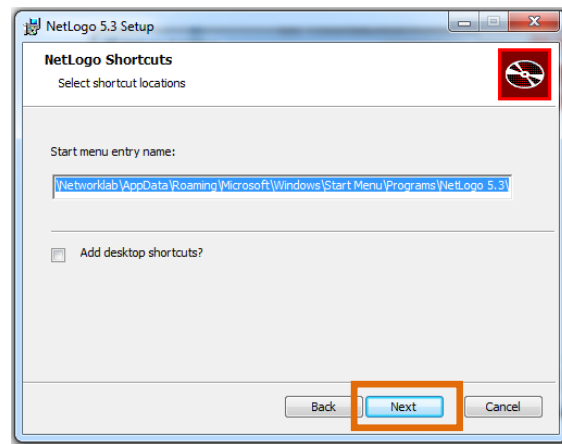 NetLogo 5.3 Setup
NetLogo Shortcuts
Select shortcut locations
Start menu entry name:
\Networklab\AppData\Roaming\Microsoft\Windows\Start Menu\Programs\NetLogo 5.3\
Add desktop shortcuts?
Back Next Cancel